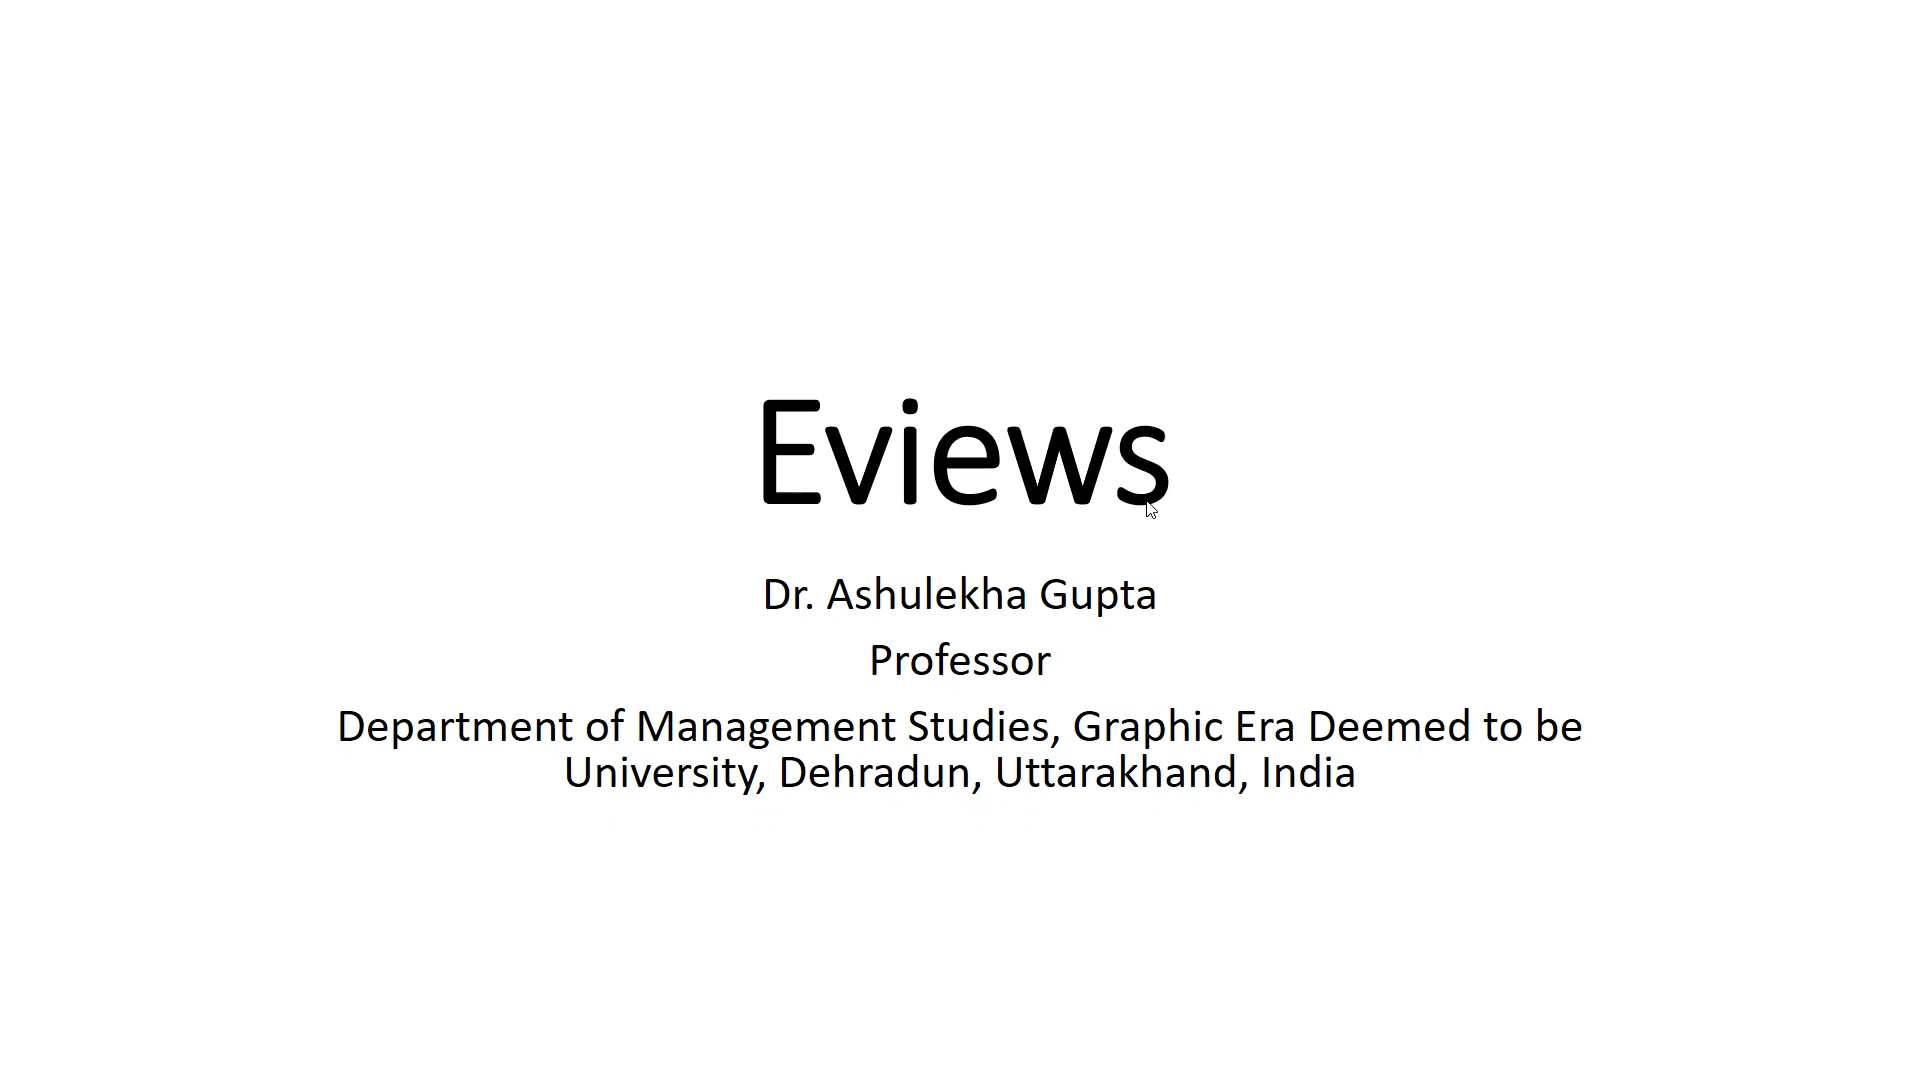 Eviews
Dr. Ashulekha Gupta
Professor
Department of Management Studies, Graphic Era Deemed to be
University, Dehradun, Uttarakhand, India